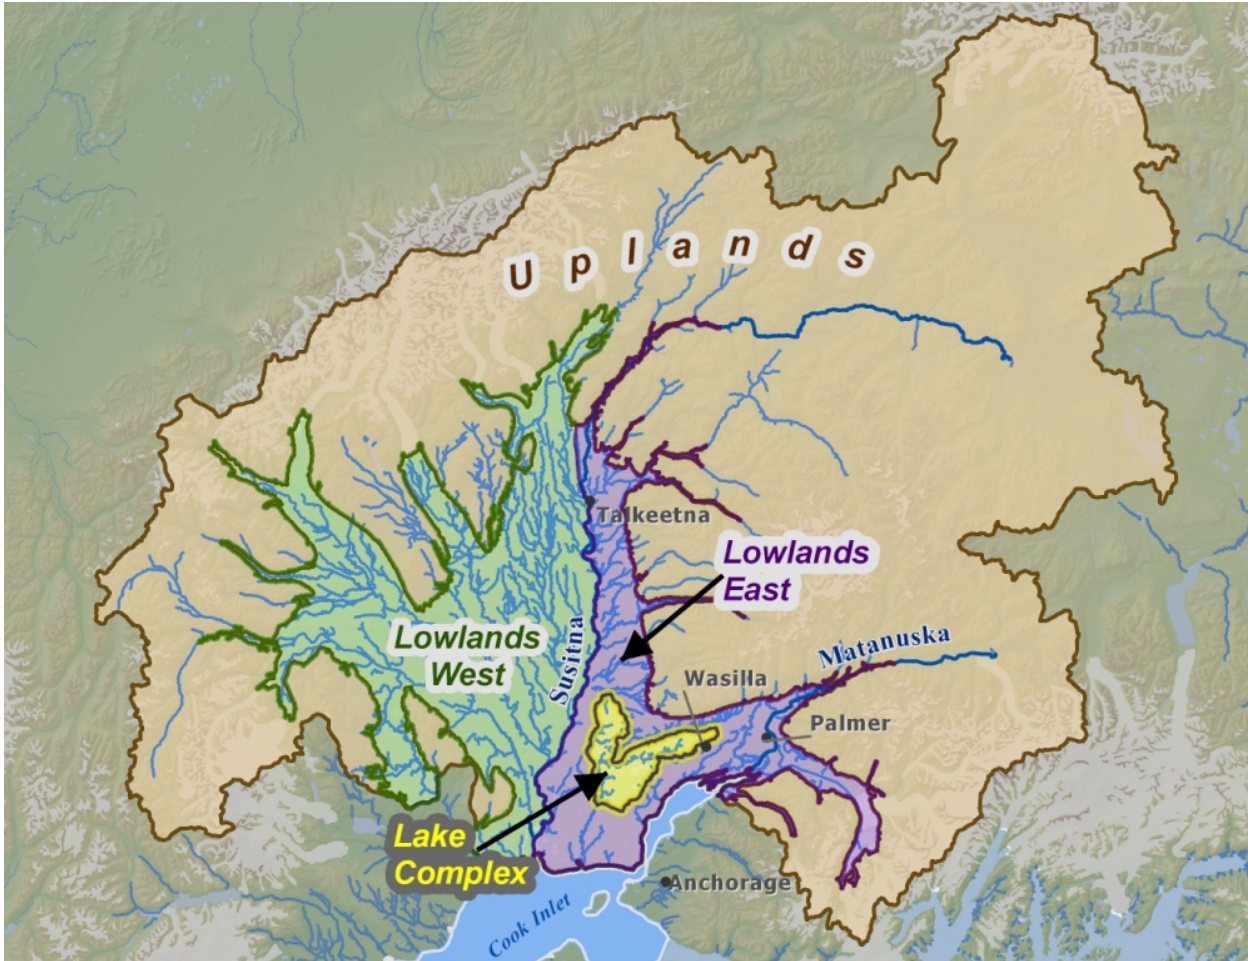 Uplands
Talkeetna
Lowlands
East
Lowlands
West
Susitna
Matanuska
Wasilla
Palmer
Lake
Complex
Anchorage
Cook Inlet